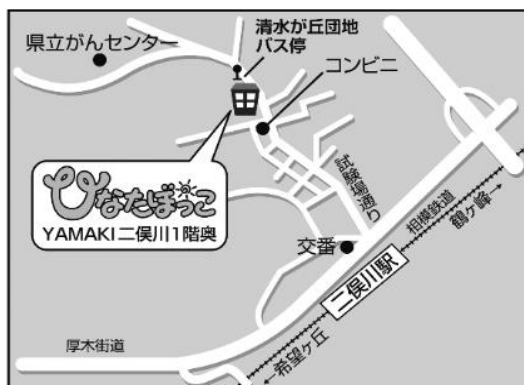 清水が丘団地
バス停
県立がんセンター
コンビニ
ひなたぼっこ
YAMAKI二俣川1階奥
試験場通り
相模鉄道
鶴ヶ峰
交番
二俣川駅
厚木街道
希望ヶ丘